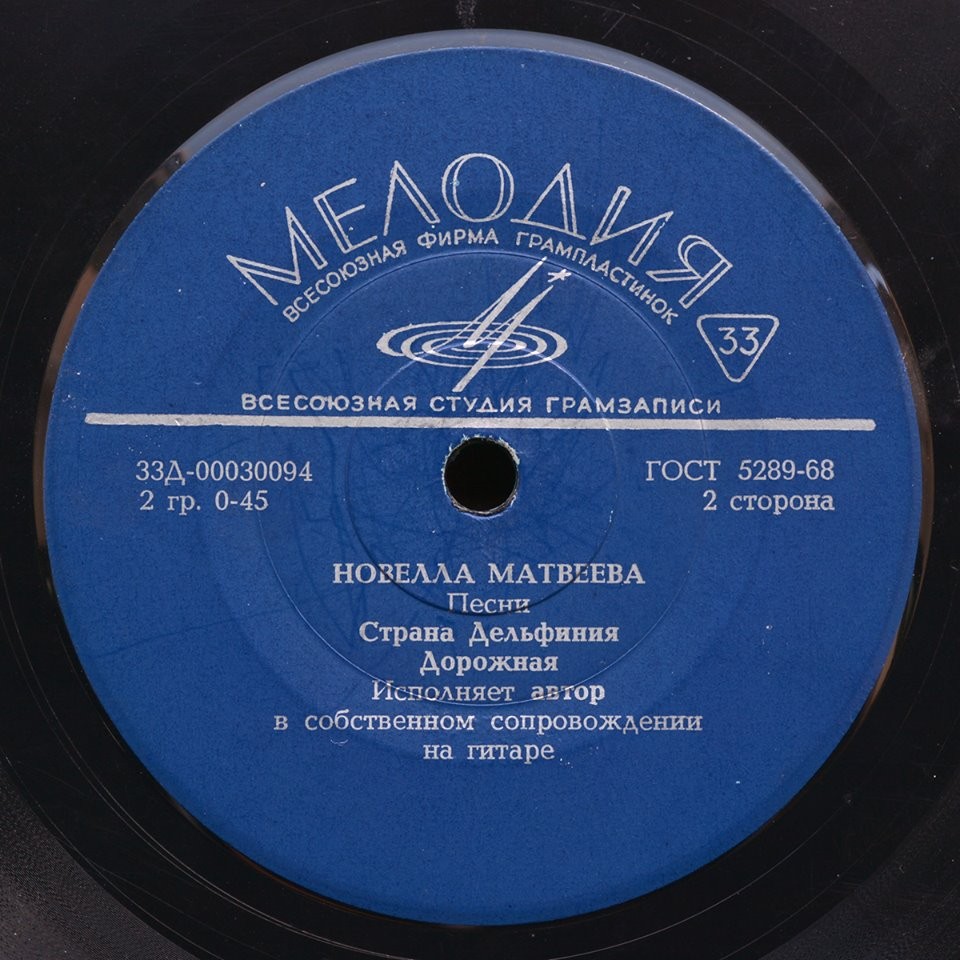 МЕЛОДИЯ
ВСЕСОЮЗНАЯ ФИРМА ГРАМПЛАСТИНОК
33
ВСЕСОЮЗНАЯ СТУДИЯ ГРАМЗАПИСИ
33Д-00030094
ГОСТ 5289-68
2 гр. 0-45
2 сторона
НОВЕЛЛА МАТВЕЕВА
Песни
Страна Дельфиния
Дорожная
Исполняет автор
в собственном сопровождении
на гитаре